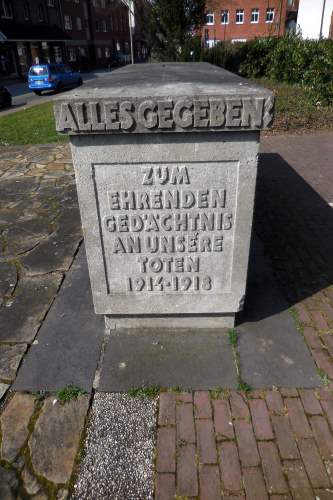 ALLES GEGEBEN
ZUM
EHRENDEN
GEDÄCHTNIS
AN UNSERE
TOTEN
1914-1918